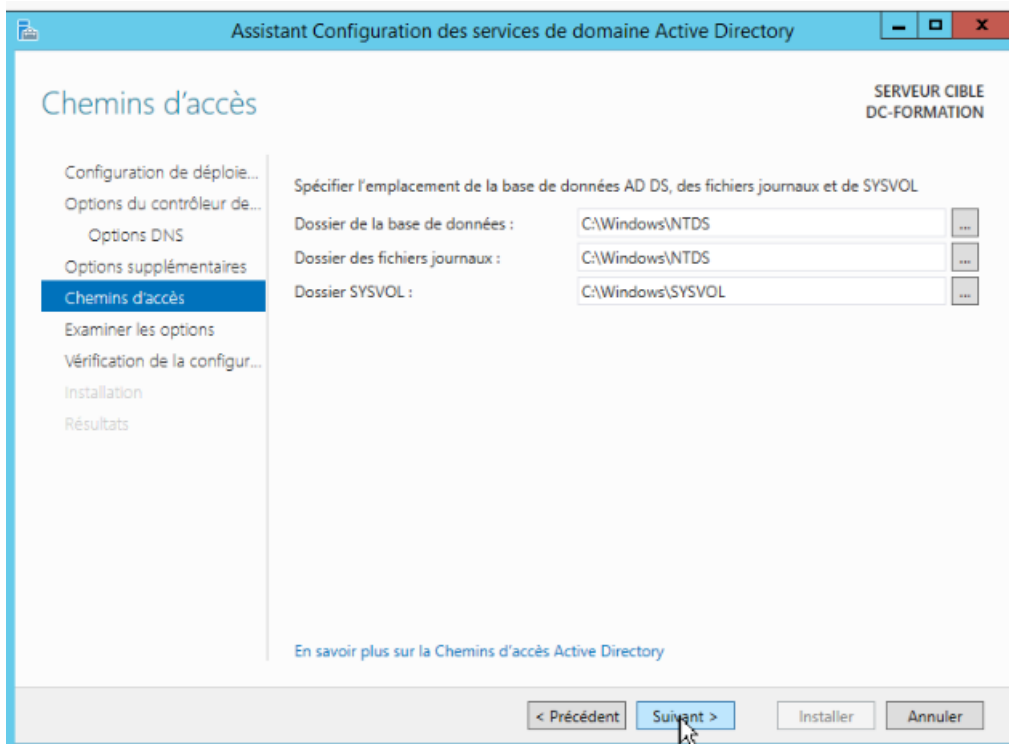 Assistant Configuration des services de domaine Active Directory
Chemins d'accès
SERVEUR CIBLE
DC-FORMATION
Configuration de déploie...
Options du contrôleur de...
Options DNS
Options supplémentaires
Chemins d'accès
Examiner les options
Vérification de la configur...
Installation
Résultats
Spécifier l'emplacement de la base de données AD DS, des fichiers journaux et de SYSVOL
Dossier de la base de données : C:\Windows\NTDS ...
Dossier des fichiers journaux : C:\Windows\NTDS ...
Dossier SYSVOL : C:\Windows\SYSVOL ...
En savoir plus sur la Chemins d'accès Active Directory
< Précédent Suivant > Installer Annuler